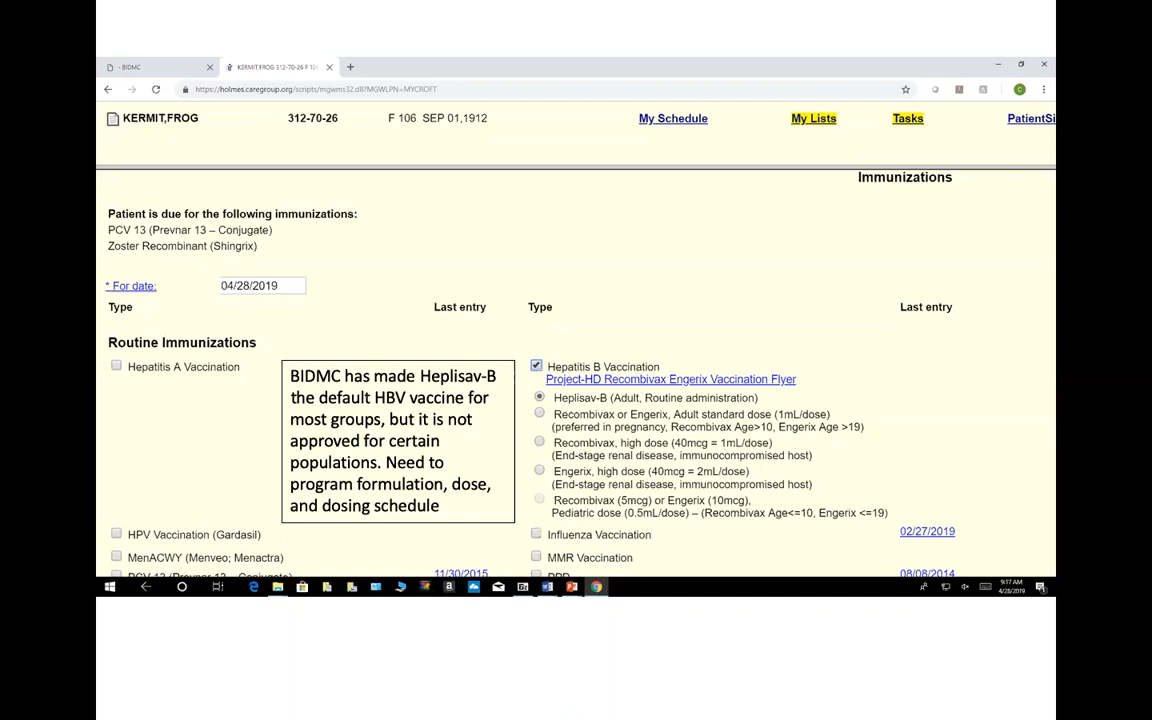 - BIDMC
KERMIT,FROG 312-70-26 F 10
https://holmes.caregroup.org/scripts/mgwms32.dll?MGWLPN=MYCROFT
KERMIT,FROG 312-70-26 F 106 SEP 01,1912 My Schedule My Lists Tasks PatientSi
Immunizations
Patient is due for the following immunizations:
PCV 13 (Prevnar 13 – Conjugate)
Zoster Recombinant (Shingrix)
* For date: 04/28/2019
Type Last entry Type Last entry
Routine Immunizations
Hepatitis A Vaccination
BIDMC has made Heplisav-B
the default HBV vaccine for
most groups, but it is not
approved for certain
populations. Need to
program formulation, dose,
and dosing schedule
Hepatitis B Vaccination
Project-HD Recombivax Engerix Vaccination Flyer
Heplisav-B (Adult, Routine administration)
Recombivax or Engerix, Adult standard dose (1mL/dose)
(preferred in pregnancy, Recombivax Age>10, Engerix Age >19)
Recombivax, high dose (40mcg = 1mL/dose)
(End-stage renal disease, immunocompromised host)
Engerix, high dose (40mcg = 2mL/dose)
(End-stage renal disease, immunocompromised host)
Recombivax (5mcg) or Engerix (10mcg),
Pediatric dose (0.5mL/dose) – (Recombivax Age<=10, Engerix <=19)
HPV Vaccination (Gardasil) Influenza Vaccination 02/27/2019
MenACWY (Menveo; Menactra) MMR Vaccination
PCV 13 (Prevnar 13 – Conjugate) 11/30/2015 PPD 08/08/2014
9:17 AM
4/28/2019